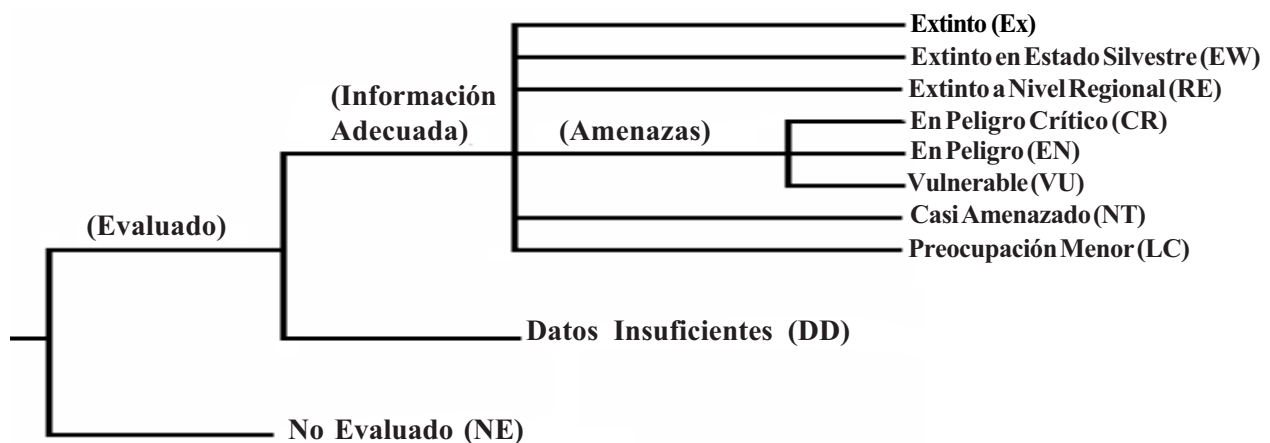 Extinto (Ex)
Extinto en Estado Silvestre (EW)
Extinto a Nivel Regional (RE)
(Información
Adecuada)
(Amenazas)
En Peligro Crítico (CR)
En Peligro (EN)
Vulnerable (VU)
Casi Amenazado (NT)
(Evaluado)
Preocupación Menor (LC)
Datos Insuficientes (DD)
No Evaluado (NE)